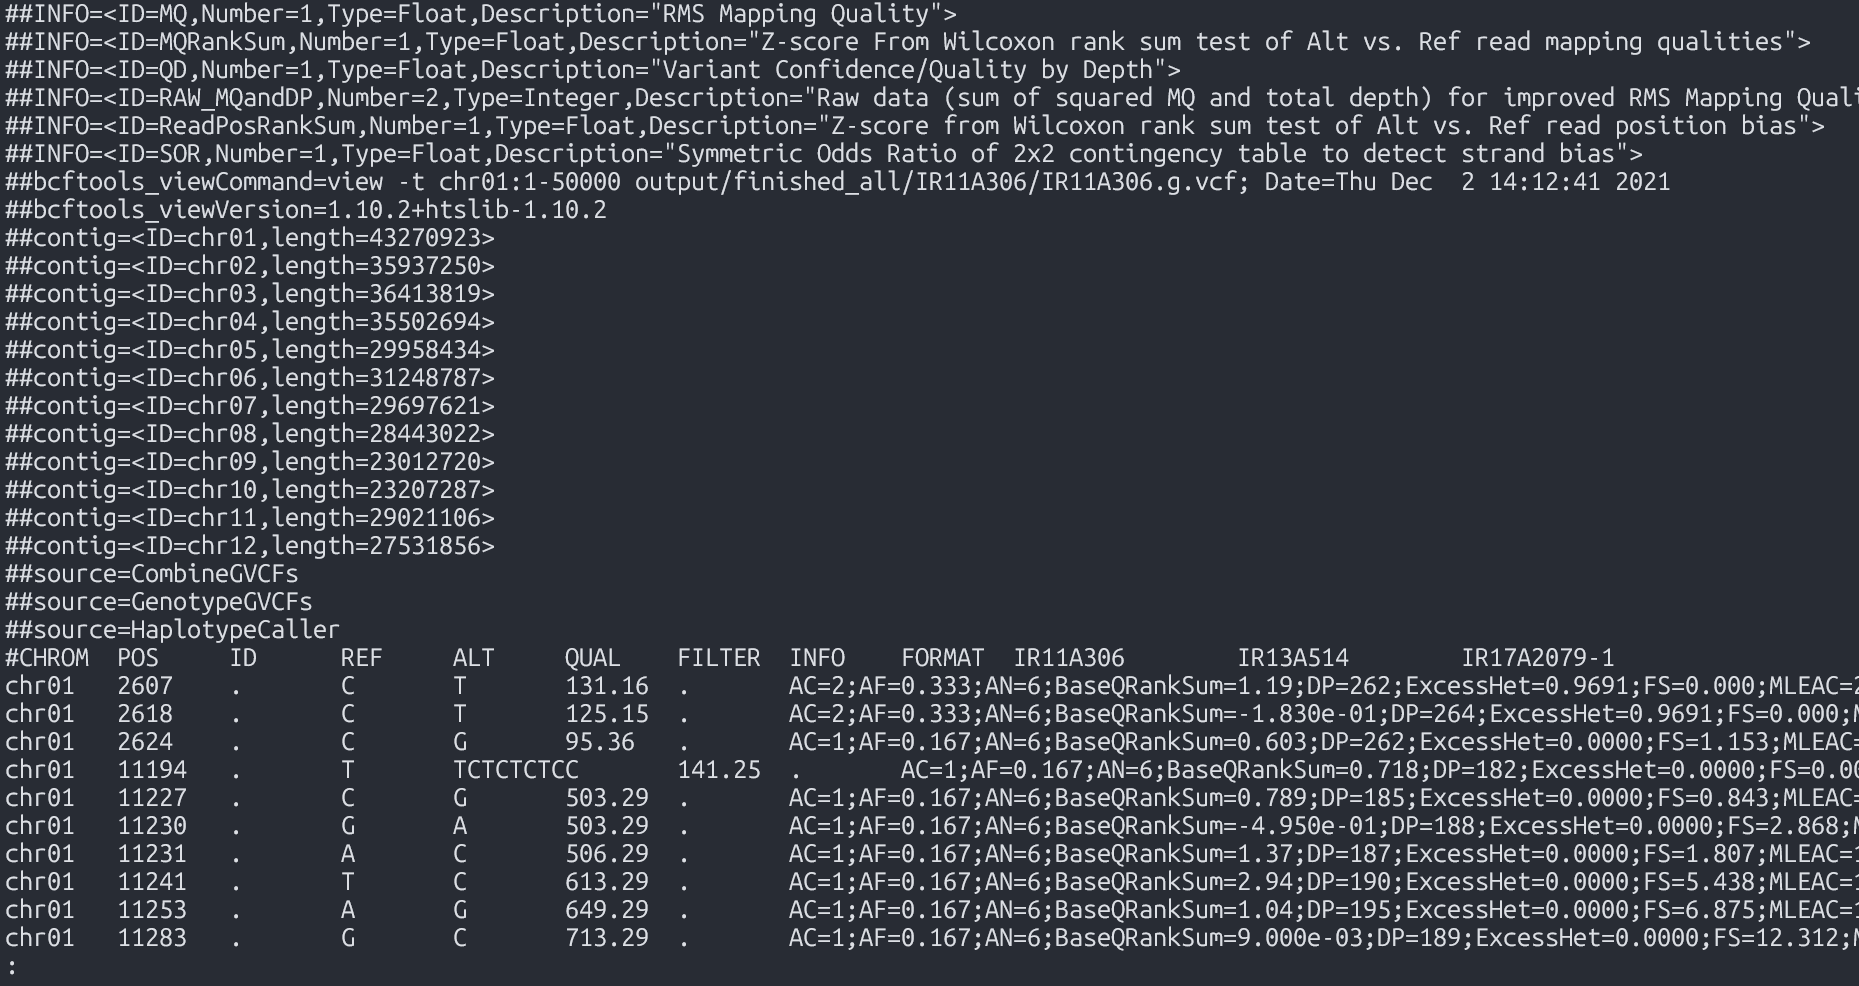 ##INFO=<ID=MQ,Number=1,Type=Float,Description="RMS Mapping Quality">
##INFO=<ID=MQRankSum,Number=1,Type=Float,Description="Z-score From Wilcoxon rank sum test of Alt vs. Ref read mapping qualities">
##INFO=<ID=QD,Number=1,Type=Float,Description="Variant Confidence/Quality by Depth">
##INFO=<ID=RAW_MQandDP,Number=2,Type=Integer,Description="Raw data (sum of squared MQ and total depth) for improved RMS Mapping Quali
##INFO=<ID=ReadPosRankSum,Number=1,Type=Float,Description="Z-score from Wilcoxon rank sum test of Alt vs. Ref read position bias">
##INFO=<ID=SOR,Number=1,Type=Float,Description="Symmetric Odds Ratio of 2x2 contingency table to detect strand bias">
##bcftools_viewCommand=view -t chr01:1-50000 output/finished_all/IR11A306/IR11A306.g.vcf; Date=Thu Dec  2 14:12:41 2021
##bcftools_viewVersion=1.10.2+htslib-1.10.2
##contig=<ID=chr01,length=43270923>
##contig=<ID=chr02,length=35937250>
##contig=<ID=chr03,length=36413819>
##contig=<ID=chr04,length=35502694>
##contig=<ID=chr05,length=29958434>
##contig=<ID=chr06,length=31248787>
##contig=<ID=chr07,length=29697621>
##contig=<ID=chr08,length=28443022>
##contig=<ID=chr09,length=23012720>
##contig=<ID=chr10,length=23207287>
##contig=<ID=chr11,length=29021106>
##contig=<ID=chr12,length=27531856>
##source=CombineGVCFs
##source=GenotypeGVCFs
##source=HaplotypeCaller
#CHROM  POS     ID      REF     ALT     QUAL    FILTER  INFO    FORMAT  IR11A306        IR13A514        IR17A2079-1
chr01   2607    .       C       T       131.16  .       AC=2;AF=0.333;AN=6;BaseQRankSum=1.19;DP=262;ExcessHet=0.9691;FS=0.000;MLEAC=2
chr01   2618    .       C       T       125.15  .       AC=2;AF=0.333;AN=6;BaseQRankSum=-1.830e-01;DP=264;ExcessHet=0.9691;FS=0.000;M
chr01   2624    .       C       G       95.36   .       AC=1;AF=0.167;AN=6;BaseQRankSum=0.603;DP=262;ExcessHet=0.0000;FS=1.153;MLEAC=
chr01   11194   .       T       TCTCTCTCC       141.25  .       AC=1;AF=0.167;AN=6;BaseQRankSum=0.718;DP=182;ExcessHet=0.0000;FS=0.00
chr01   11227   .       C       G       503.29  .       AC=1;AF=0.167;AN=6;BaseQRankSum=0.789;DP=185;ExcessHet=0.0000;FS=0.843;MLEAC=
chr01   11230   .       G       A       503.29  .       AC=1;AF=0.167;AN=6;BaseQRankSum=-4.950e-01;DP=188;ExcessHet=0.0000;FS=2.868;M
chr01   11231   .       A       C       506.29  .       AC=1;AF=0.167;AN=6;BaseQRankSum=1.37;DP=187;ExcessHet=0.0000;FS=1.807;MLEAC=1
chr01   11241   .       T       C       613.29  .       AC=1;AF=0.167;AN=6;BaseQRankSum=2.94;DP=190;ExcessHet=0.0000;FS=5.438;MLEAC=1
chr01   11253   .       A       G       649.29  .       AC=1;AF=0.167;AN=6;BaseQRankSum=1.04;DP=195;ExcessHet=0.0000;FS=6.875;MLEAC=1
chr01   11283   .       G       C       713.29  .       AC=1;AF=0.167;AN=6;BaseQRankSum=9.000e-03;DP=189;ExcessHet=0.0000;FS=12.312;M
: